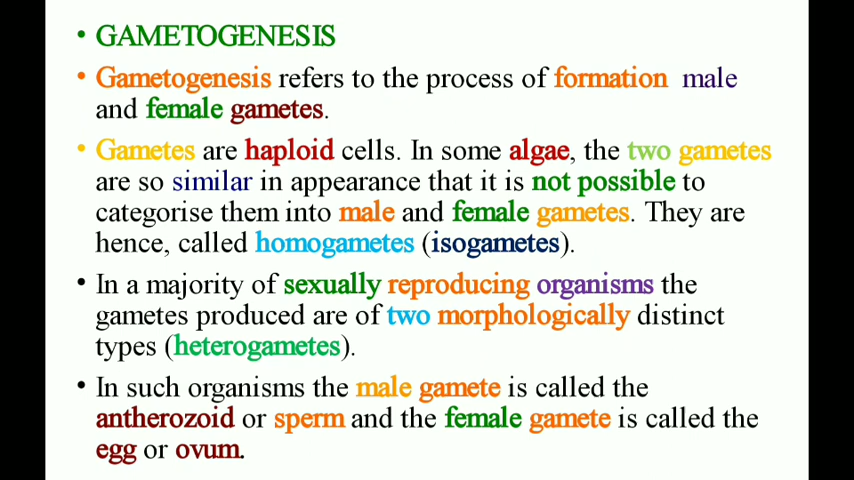 • GAMETOGENESIS
• Gametogenesis refers to the process of formation male
and female gametes.
• Gametes are haploid cells. In some algae, the two gametes
are so similar in appearance that it is not possible to
categorise them into male and female gametes. They are
hence, called homogametes (isogametes).
• In a majority of sexually reproducing organisms the
gametes produced are of two morphologically distinct
types (heterogametes).
• In such organisms the male gamete is called the
antherozoid or sperm and the female gamete is called the
egg or ovum.